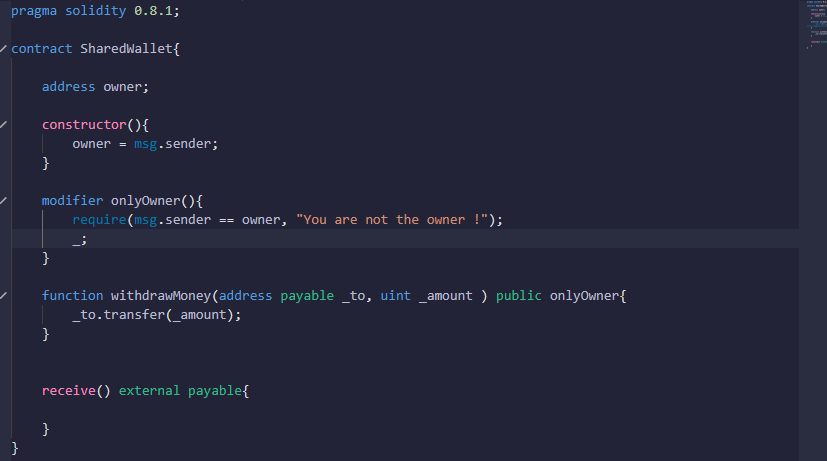 pragma solidity 0.8.1;
contract SharedWallet{
address owner;
constructor(){
owner = msg.sender;
}
modifier onlyOwner(){
require(msg.sender == owner, "You are not the owner !");
_;
}
function withdrawMoney(address payable _to, uint _amount ) public onlyOwner{
_to.transfer(_amount);
}
receive() external payable{
}
}